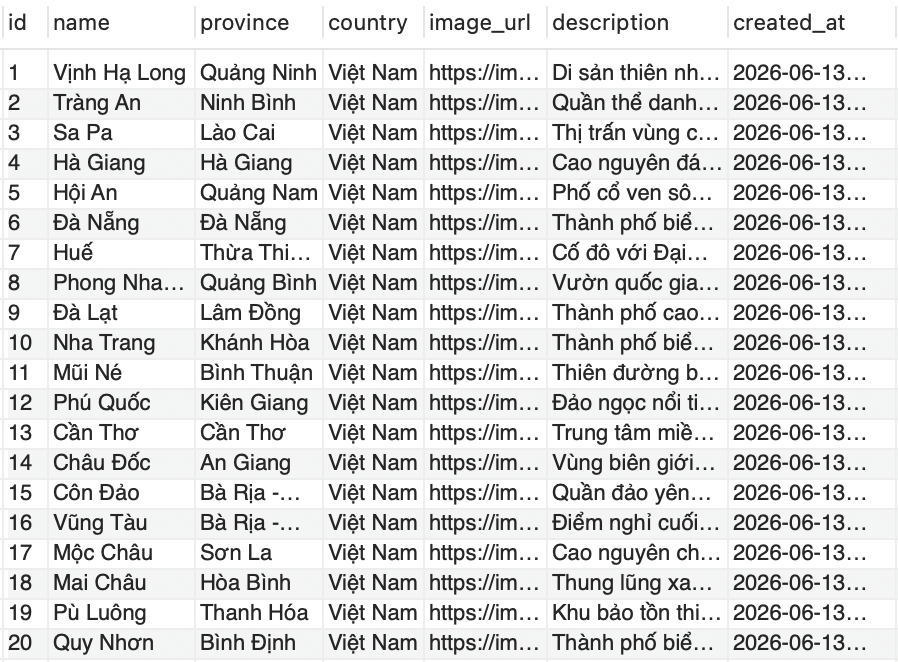 id name province country image_url description created_at
1 Vịnh Hạ Long Quảng Ninh Việt Nam https://im... Di sản thiên nh... 2026-06-13...
2 Tràng An Ninh Bình Việt Nam https://im... Quần thể danh... 2026-06-13...
3 Sa Pa Lào Cai Việt Nam https://im... Thị trấn vùng c... 2026-06-13...
4 Hà Giang Hà Giang Việt Nam https://im... Cao nguyên đá... 2026-06-13...
5 Hội An Quảng Nam Việt Nam https://im... Phố cổ ven sô... 2026-06-13...
6 Đà Nẵng Đà Nẵng Việt Nam https://im... Thành phố biể... 2026-06-13...
7 Huế Thừa Thi... Việt Nam https://im... Cố đô với Đại... 2026-06-13...
8 Phong Nha... Quảng Bình Việt Nam https://im... Vườn quốc gia... 2026-06-13...
9 Đà Lạt Lâm Đồng Việt Nam https://im... Thành phố cao... 2026-06-13...
10 Nha Trang Khánh Hòa Việt Nam https://im... Thành phố biể... 2026-06-13...
11 Mũi Né Bình Thuận Việt Nam https://im... Thiên đường b... 2026-06-13...
12 Phú Quốc Kiên Giang Việt Nam https://im... Đảo ngọc nổi ti... 2026-06-13...
13 Cần Thơ Cần Thơ Việt Nam https://im... Trung tâm miề... 2026-06-13...
14 Châu Đốc An Giang Việt Nam https://im... Vùng biên giới... 2026-06-13...
15 Côn Đảo Bà Rịa -... Việt Nam https://im... Quần đảo yên... 2026-06-13...
16 Vũng Tàu Bà Rịa -... Việt Nam https://im... Điểm nghỉ cuối... 2026-06-13...
17 Mộc Châu Sơn La Việt Nam https://im... Cao nguyên ch... 2026-06-13...
18 Mai Châu Hòa Bình Việt Nam https://im... Thung lũng xa... 2026-06-13...
19 Pù Luông Thanh Hóa Việt Nam https://im... Khu bảo tồn thi... 2026-06-13...
20 Quy Nhơn Bình Định Việt Nam https://im... Thành phố biể... 2026-06-13...